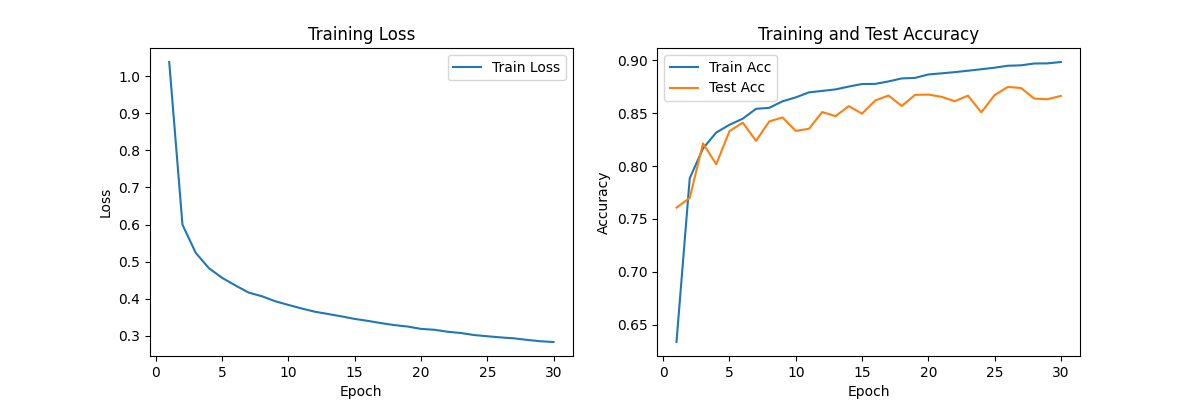 Training Loss
Train Loss
1.0
0.9
0.8
0.7
0.6
0.5
0.4
0.3
Loss
0 5 10 15 20 25 30
Epoch
Training and Test Accuracy
Train Acc
Test Acc
0.90
0.85
0.80
0.75
0.70
0.65
Accuracy
0 5 10 15 20 25 30
Epoch